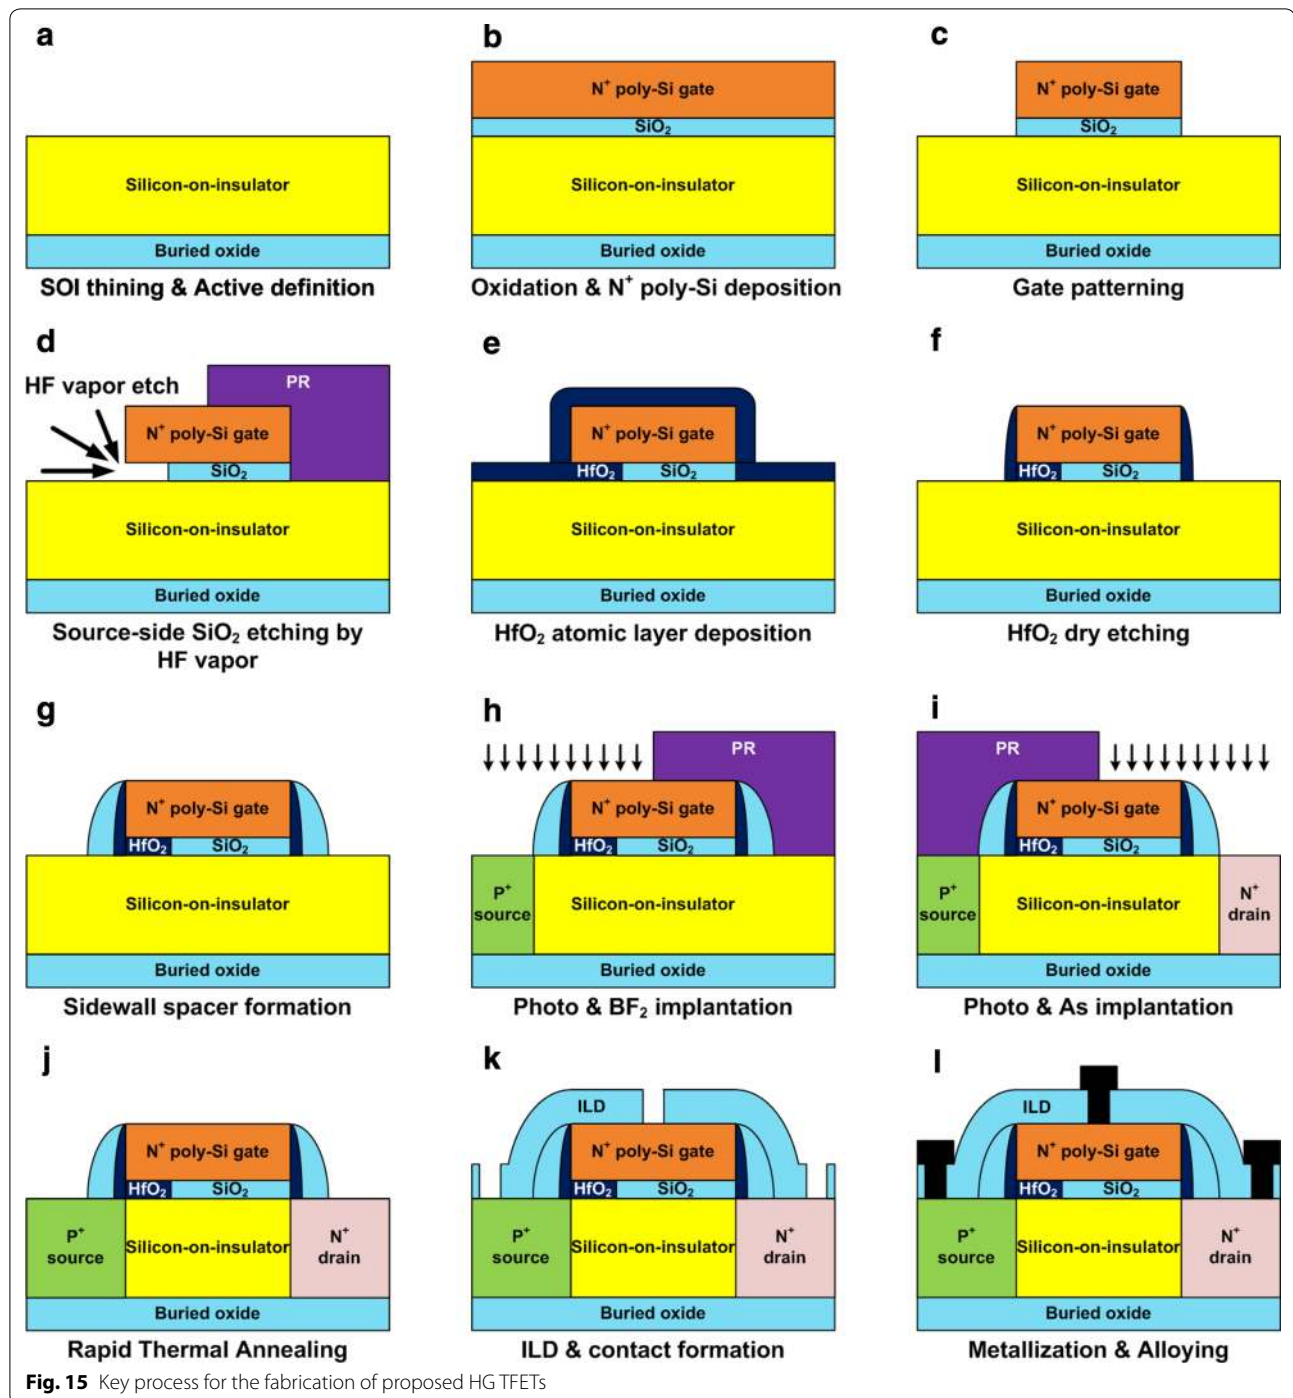 a
Silicon-on-insulator
Buried oxide
SOI thining & Active definition
b
N⁺ poly-Si gate
SiO₂
Silicon-on-insulator
Buried oxide
Oxidation & N⁺ poly-Si deposition
c
N⁺ poly-Si gate
SiO₂
Silicon-on-insulator
Buried oxide
Gate patterning
d
HF vapor etch
PR
N⁺ poly-Si gate
SiO₂
Silicon-on-insulator
Buried oxide
Source-side SiO₂ etching by
HF vapor
e
N⁺ poly-Si gate
HfO₂ SiO₂
Silicon-on-insulator
Buried oxide
HfO₂ atomic layer deposition
f
N⁺ poly-Si gate
HfO₂ SiO₂
Silicon-on-insulator
Buried oxide
HfO₂ dry etching
g
N⁺ poly-Si gate
HfO₂ SiO₂
Silicon-on-insulator
Buried oxide
Sidewall spacer formation
h
PR
N⁺ poly-Si gate
HfO₂ SiO₂
P⁺
source
Silicon-on-insulator
Buried oxide
Photo & BF₂ implantation
i
PR
N⁺ poly-Si gate
HfO₂ SiO₂
P⁺
source
Silicon-on-insulator
N⁺
drain
Buried oxide
Photo & As implantation
j
N⁺ poly-Si gate
HfO₂ SiO₂
P⁺
source
Silicon-on-insulator
N⁺
drain
Buried oxide
Rapid Thermal Annealing
k
ILD
N⁺ poly-Si gate
HfO₂ SiO₂
P⁺
source
Silicon-on-insulator
N⁺
drain
Buried oxide
ILD & contact formation
l
ILD
N⁺ poly-Si gate
HfO₂ SiO₂
P⁺
source
Silicon-on-insulator
N⁺
drain
Buried oxide
Metallization & Alloying
Fig. 15 Key process for the fabrication of proposed HG TFETs